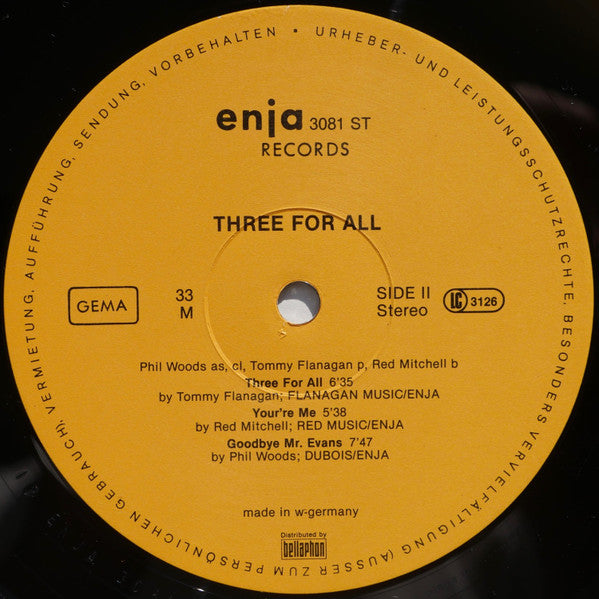 URHEBER- UND LEISTUNGSSCHUTZRECHTE, BESONDERS VERVIELFÄLTIGUNG (AUSSER ZUM PERSÖNLICHEN GEBRAUCH), VERMIETUNG, AUFFÜHRUNG, SENDUNG, VORBEHALTEN •
enja 3081 ST
RECORDS
THREE FOR ALL
GEMA
33
M
SIDE II
Stereo
LC 3126
Phil Woods as, cl, Tommy Flanagan p, Red Mitchell b
Three For All 6'35
by Tommy Flanagan; FLANAGAN MUSIC/ENJA
Your're Me 5'38
by Red Mitchell; RED MUSIC/ENJA
Goodbye Mr. Evans 7'47
by Phil Woods; DUBOIS/ENJA
made in w-germany
Distributed by
bellaphon